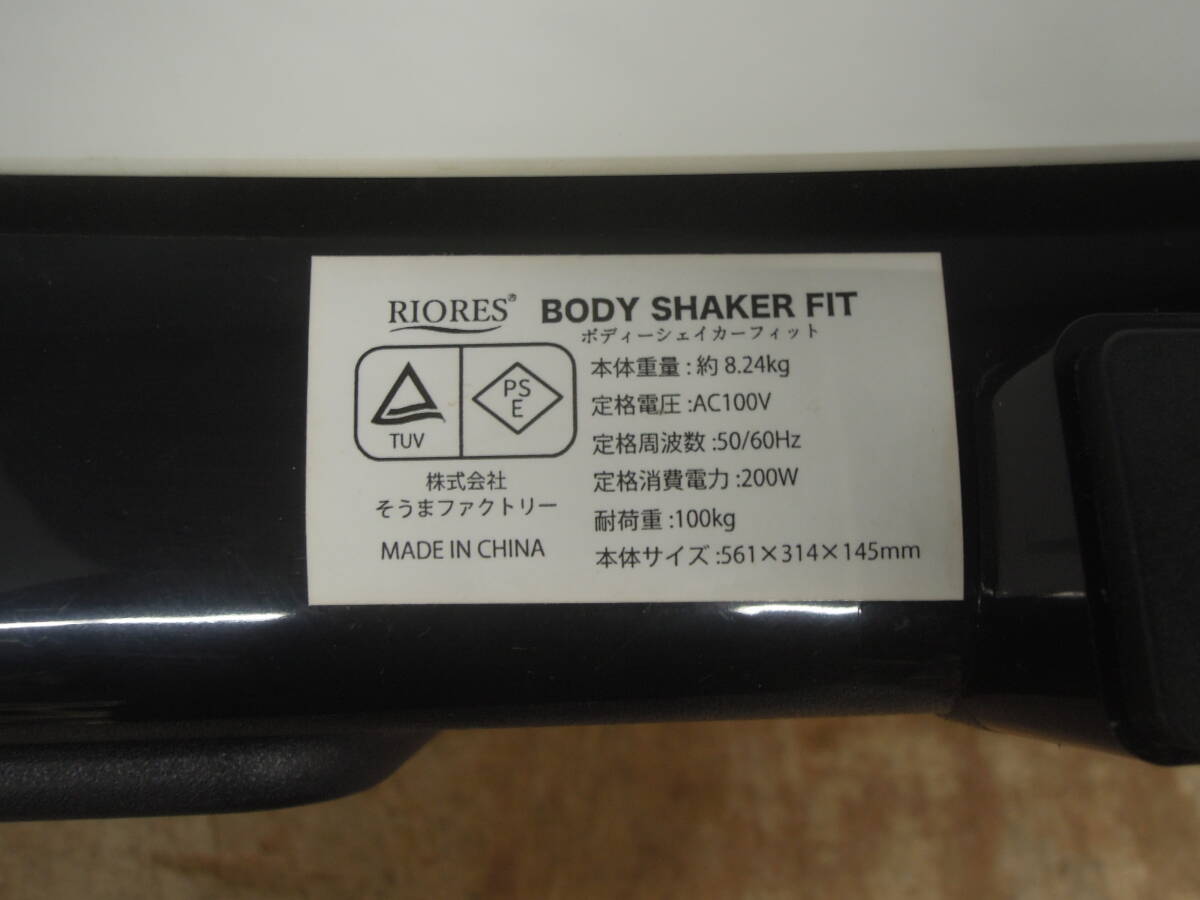 RIORES®
BODY SHAKER FIT
ボディーシェイカーフィット
TUV
PS
E
株式会社
そうまファクトリー
MADE IN CHINA
本体重量:約8.24kg
定格電圧:AC100V
定格周波数:50/60Hz
定格消費電力:200W
耐荷重:100kg
本体サイズ:561×314×145mm